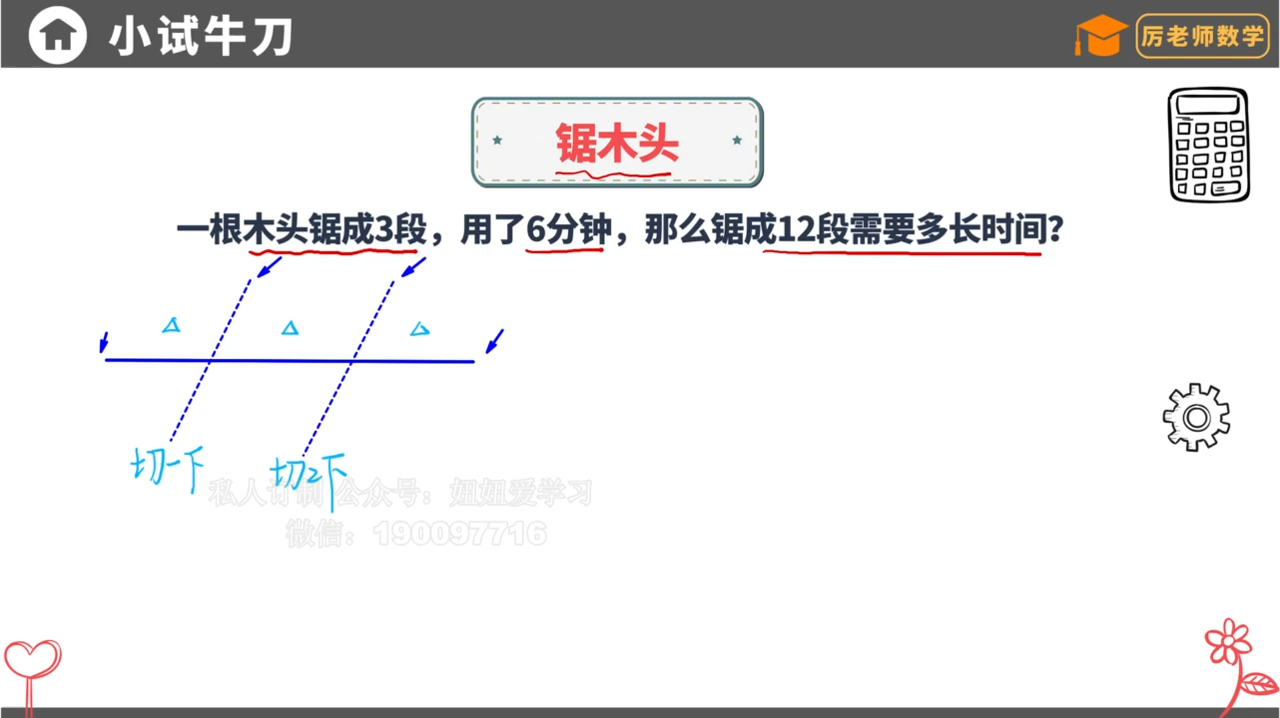 小试牛刀
厉老师数学
锯木头
一根木头锯成3段，用了6分钟，那么锯成12段需要多长时间？
切一下
切2下
私人订制 公众号：妞妞爱学习
微信：190097716